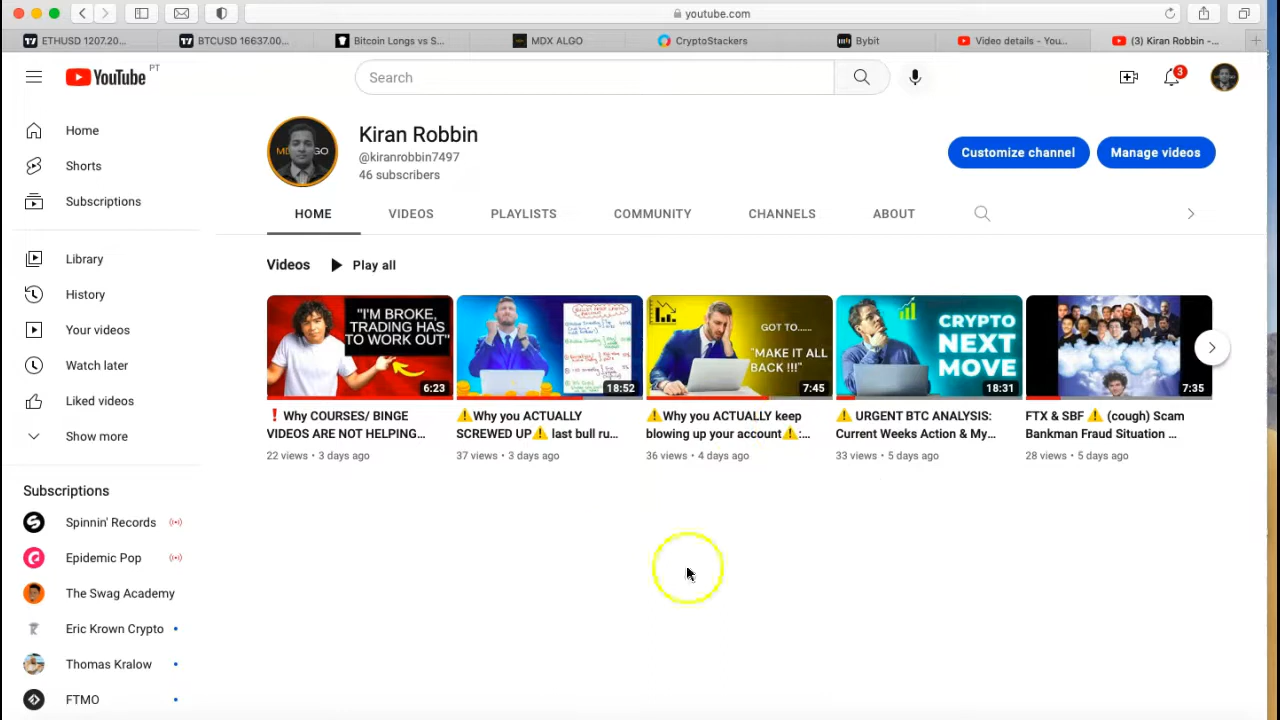 youtube.com
ETHUSD 1207.20...
BTCUSD 16637.00...
Bitcoin Longs vs S...
MDX ALGO
CryptoStackers
Bybit
Video details - You...
(3) Kiran Robbin -...
YouTube PT
Search
3
Home
Shorts
Subscriptions
Library
History
Your videos
Watch later
Liked videos
Show more
Subscriptions
Spinnin' Records
Epidemic Pop
The Swag Academy
Eric Krown Crypto
Thomas Kralow
FTMO
Kiran Robbin
@kiranrobbin7497
46 subscribers
Customize channel
Manage videos
HOME
VIDEOS
PLAYLISTS
COMMUNITY
CHANNELS
ABOUT
Videos
Play all
"I'M BROKE,
TRADING HAS
TO WORK OUT"
6:23
❗ Why COURSES/ BINGE
VIDEOS ARE NOT HELPING...
22 views • 3 days ago
18:52
⚠️Why you ACTUALLY
SCREWED UP⚠️ last bull ru...
37 views • 3 days ago
GOT TO.....
"MAKE IT ALL
BACK !!!"
7:45
⚠️Why you ACTUALLY keep
blowing up your account⚠️:...
36 views • 4 days ago
CRYPTO
NEXT
MOVE
18:31
⚠️ URGENT BTC ANALYSIS:
Current Weeks Action & My...
33 views • 5 days ago
7:35
FTX & SBF ⚠️ (cough) Scam
Bankman Fraud Situation ...
28 views • 5 days ago